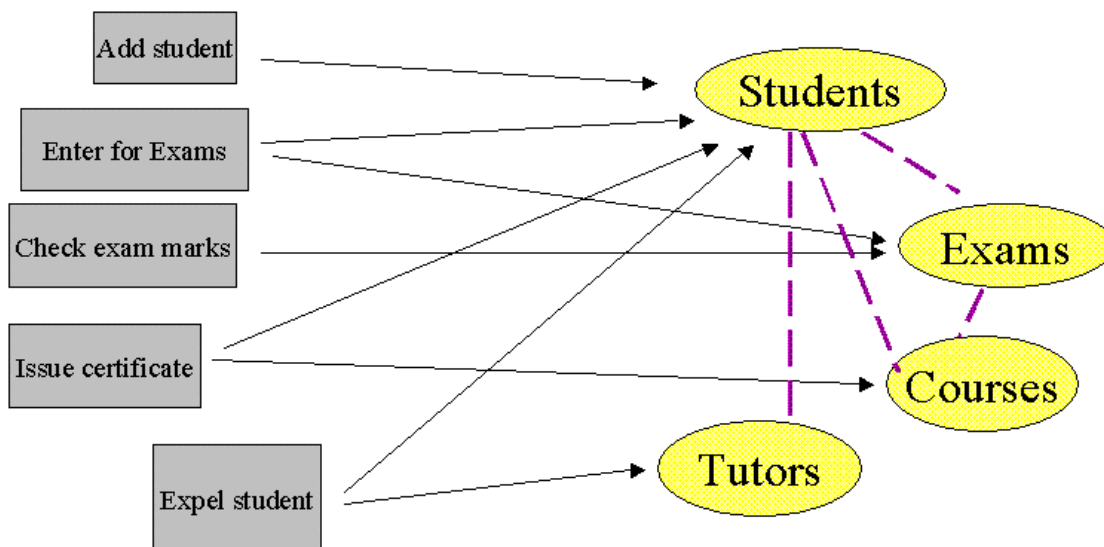 Add student
Students
Enter for Exams
Check exam marks
Exams
Issue certificate
Courses
Tutors
Expel student